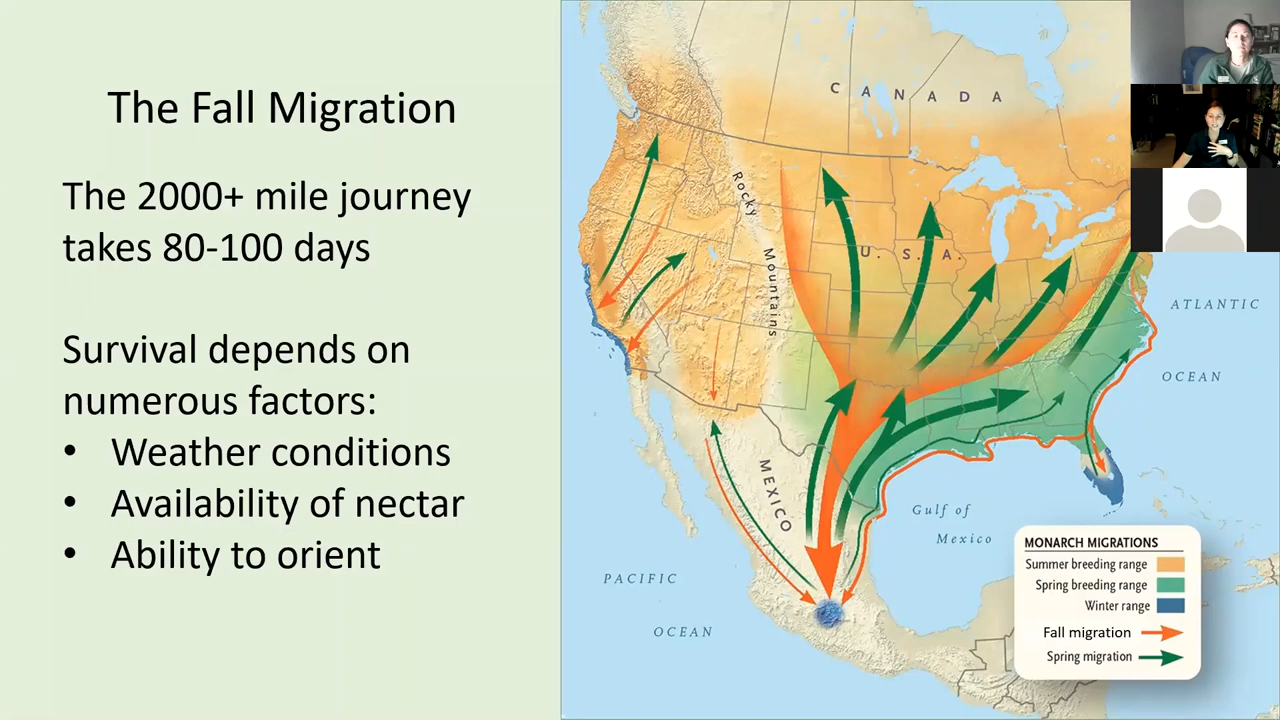 The Fall Migration
The 2000+ mile journey
takes 80-100 days
Survival depends on
numerous factors:
• Weather conditions
• Availability of nectar
• Ability to orient
CANADA
Rocky
Mountains
U. S. A.
ATLANTIC
OCEAN
MEXICO
Gulf of
Mexico
PACIFIC
OCEAN
MONARCH MIGRATIONS
Summer breeding range
Spring breeding range
Winter range
Fall migration
Spring migration